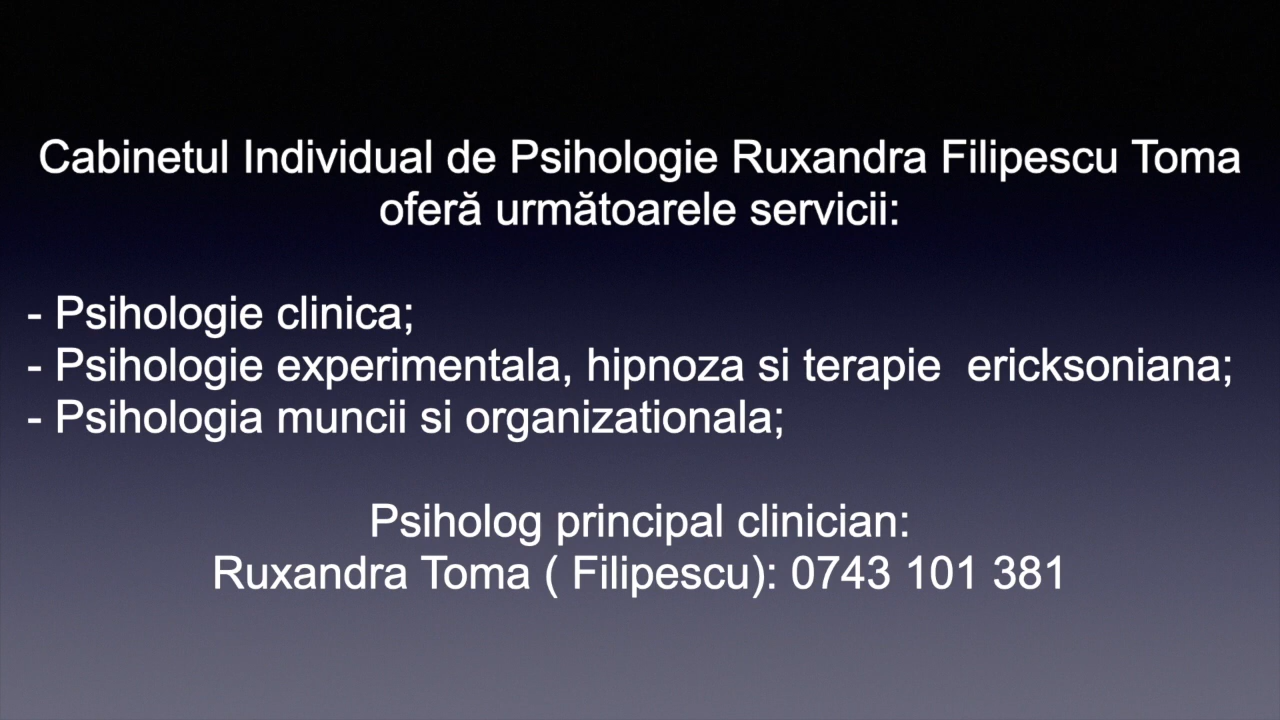 Cabinetul Individual de Psihologie Ruxandra Filipescu Toma
oferă următoarele servicii:
- Psihologie clinica;
- Psihologie experimentala, hipnoza si terapie  ericksoniana;
- Psihologia muncii si organizationala;
Psiholog principal clinician:
Ruxandra Toma ( Filipescu): 0743 101 381